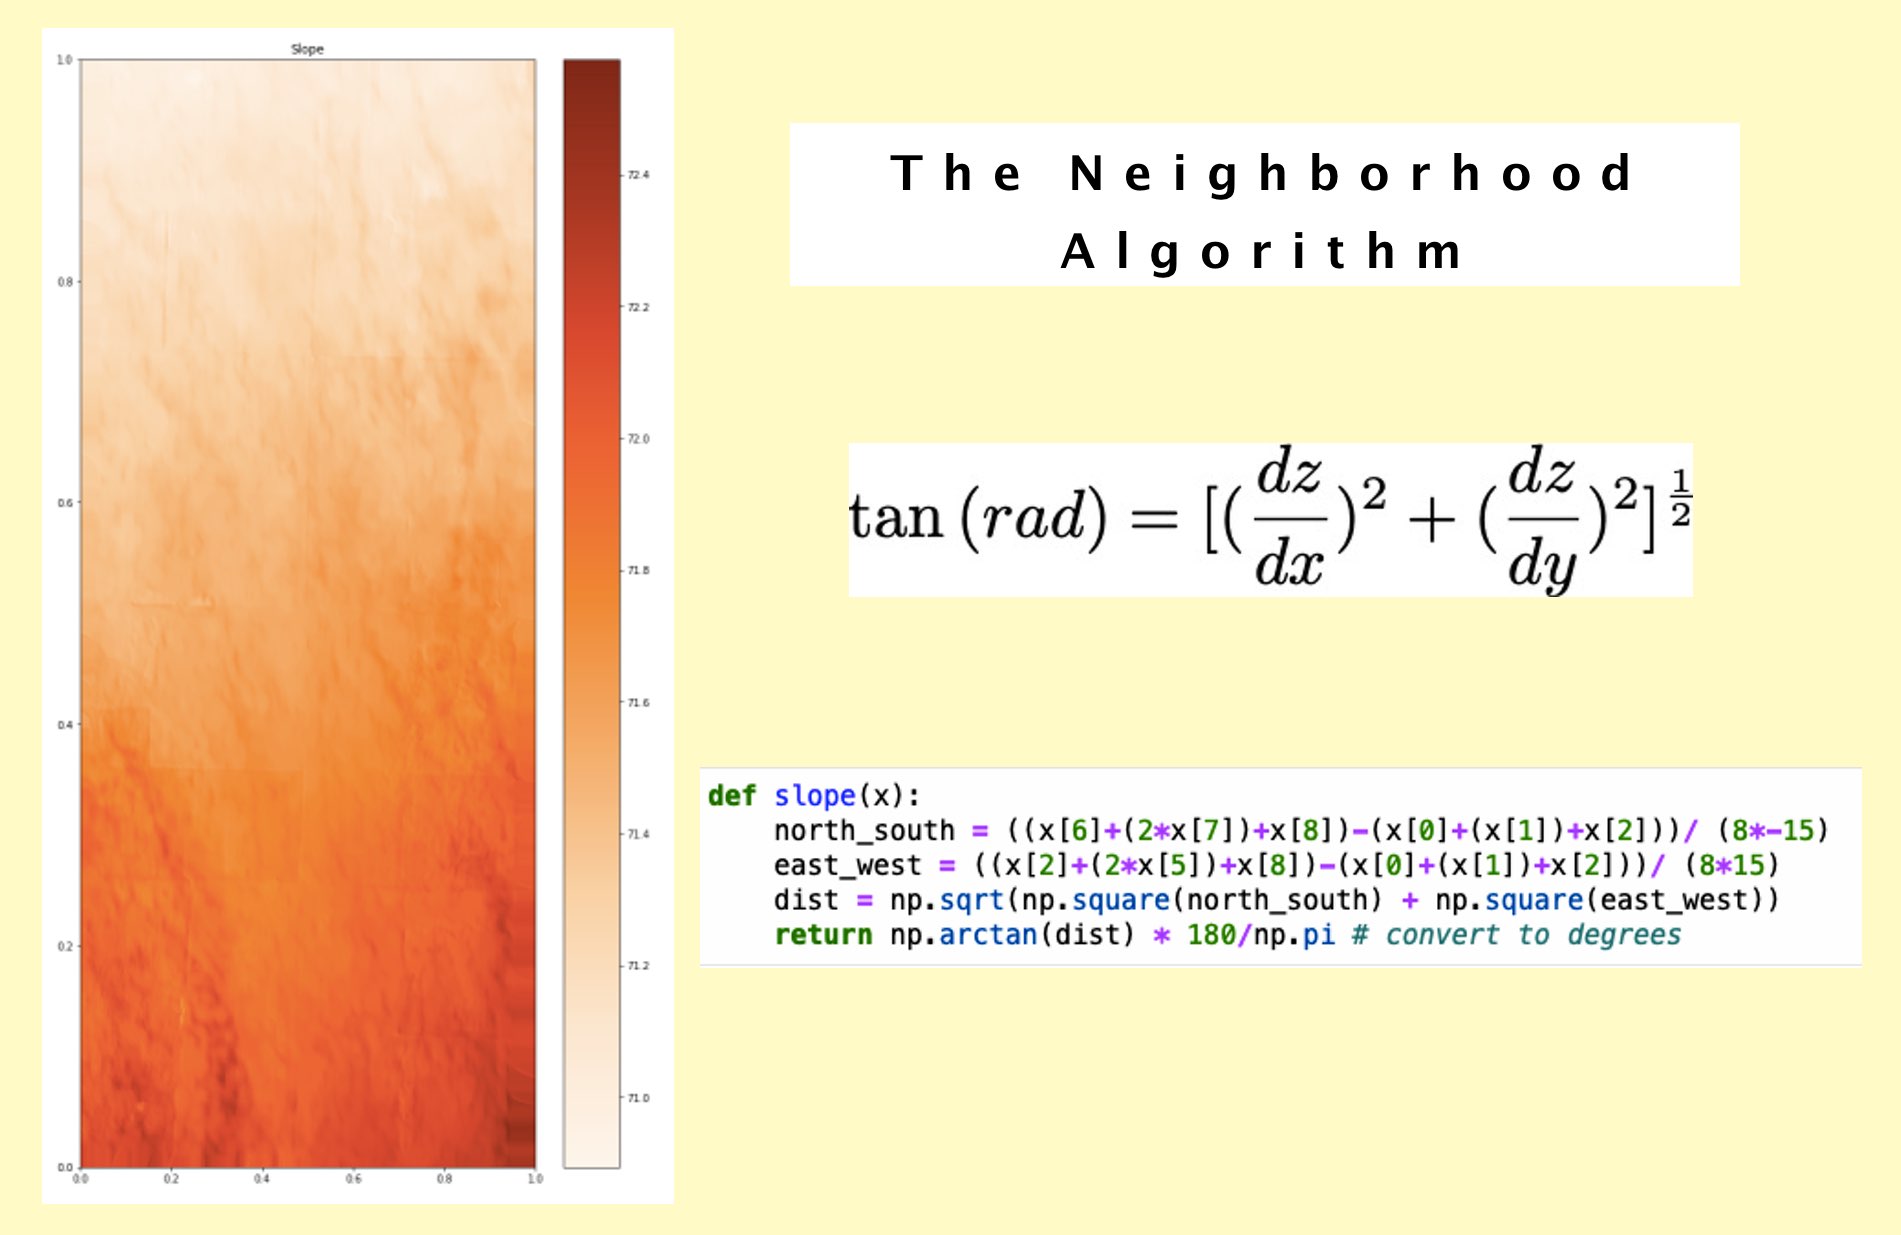 Slope
1.0
0.8
0.6
0.4
0.2
0.0
0.0 0.2 0.4 0.6 0.8 1.0
72.4
72.2
72.0
71.8
71.6
71.4
71.2
71.0
The Neighborhood
Algorithm
tan (rad) = [(dz/dx)^2 + (dz/dy)^2]^1/2
def slope(x):
    north_south = ((x[6]+(2*x[7])+x[8])-(x[0]+(x[1])+x[2]))/ (8*-15)
    east_west = ((x[2]+(2*x[5])+x[8])-(x[0]+(x[1])+x[2]))/ (8*15)
    dist = np.sqrt(np.square(north_south) + np.square(east_west))
    return np.arctan(dist) * 180/np.pi # convert to degrees